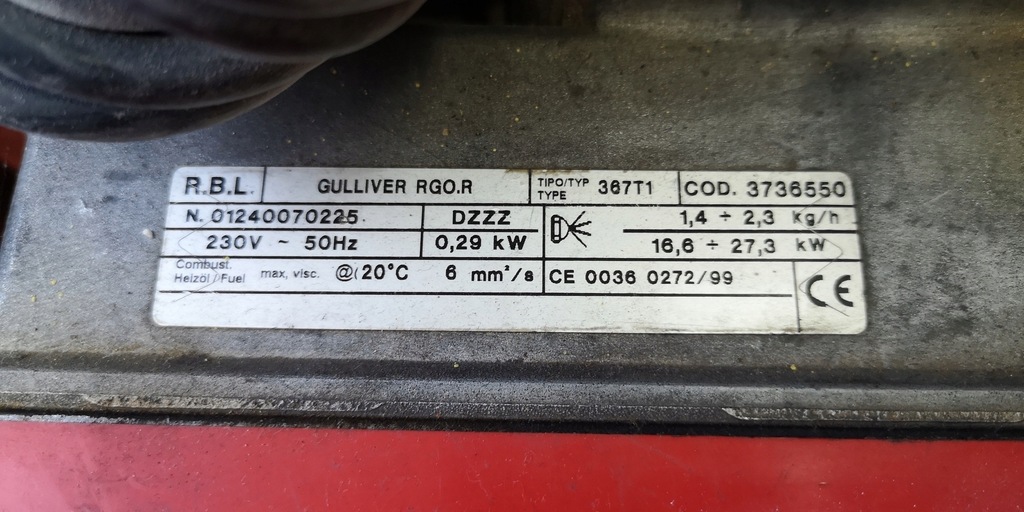 R.B.L. GULLIVER RGO.R TIPO/TYP TYPE 367T1 COD. 3736550
N. 01240070225 DZZZ 1,4 ÷ 2,3 kg/h
230V ~ 50Hz 0,29 kW 16,6 ÷ 27,3 kW
Combust. Heizöl/Fuel max, visc. @(20°C 6 mm²/s CE 0036 0272/99 CE